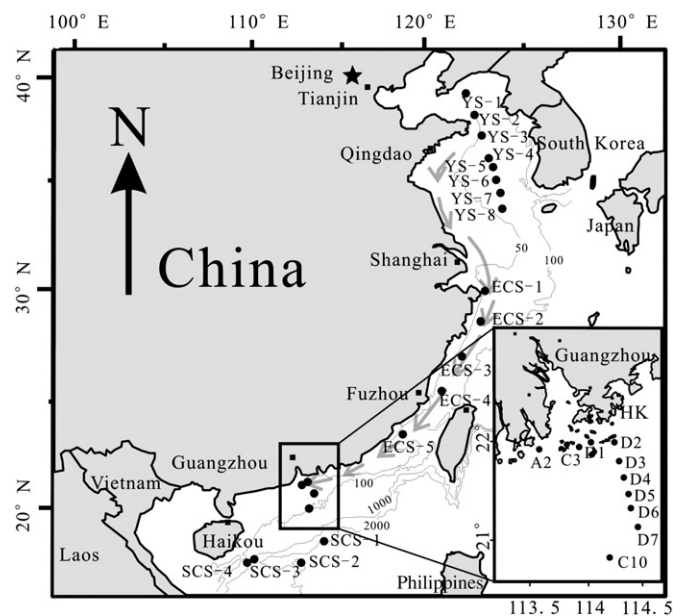 100° E 110° E 120° E 130° E
40° N
30° N
20° N
N
Beijing
Tianjin
YS-1
YS-2
YS-3
YS-4
YS-5
YS-6
YS-7
YS-8
South Korea
Qingdao
Japan
50
100
Shanghai
China
ECS-1
ECS-2
ECS-3
ECS-4
ECS-5
Fuzhou
Guangzhou
Vietnam
Laos
Haikou
100
1000
2000
SCS-1
SCS-2
SCS-3
SCS-4
Philippines
Guangzhou
HK
22°
21°
A2
C3
D1
D2
D3
D4
D5
D6
D7
C10
113.5 114 114.5